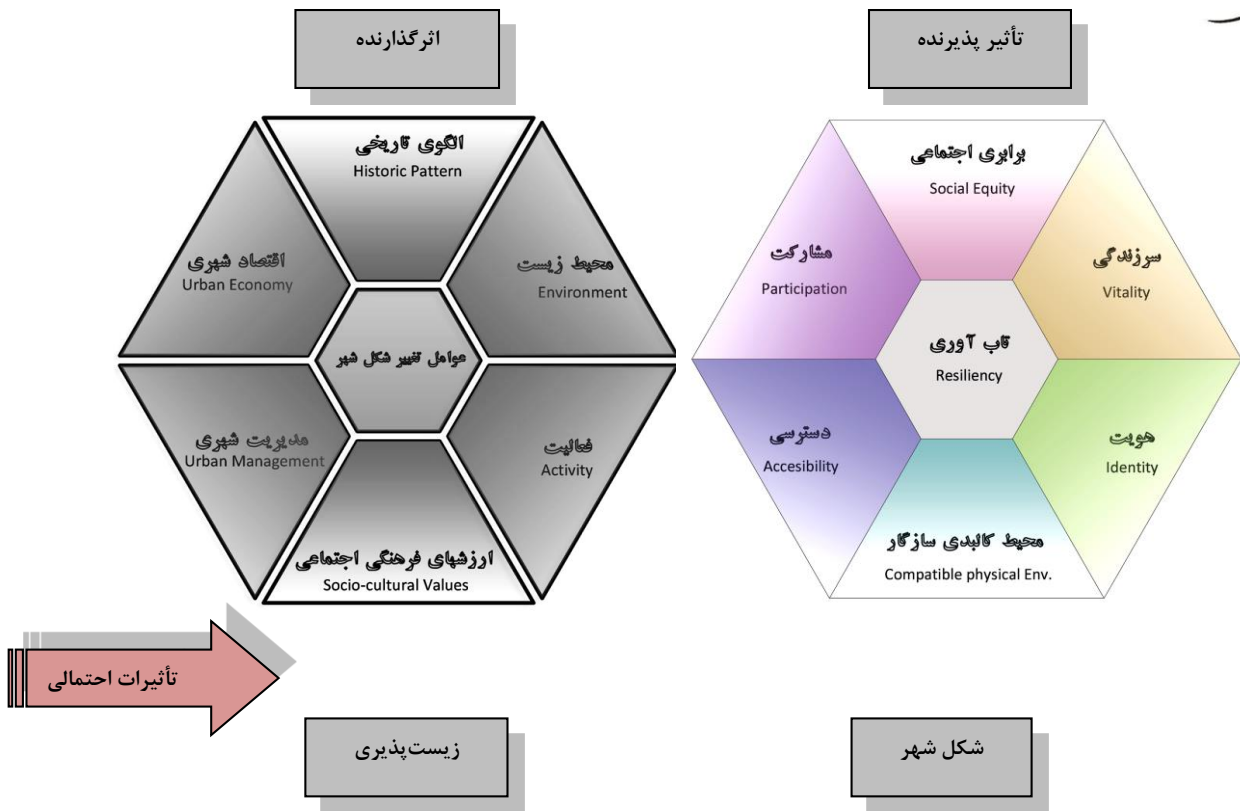 تأثیر پذیرنده
اثرگذارنده
برابری اجتماعی
Social Equity
سرزندگی
Vitality
مشارکت
Participation
تاب آوری
Resiliency
هویت
Identity
دسترسی
Accesibility
محیط کالبدی سازگار
Compatible physical Env.
الگوی تاریخی
Historic Pattern
محیط زیست
Environment
اقتصاد شهری
Urban Economy
عوامل تغییر شکل شهر
فعالیت
Activity
مدیریت شهری
Urban Management
ارزشهای فرهنگی اجتماعی
Socio-cultural Values
تأثیرات احتمالی
شکل شهر
زیست‌پذیری